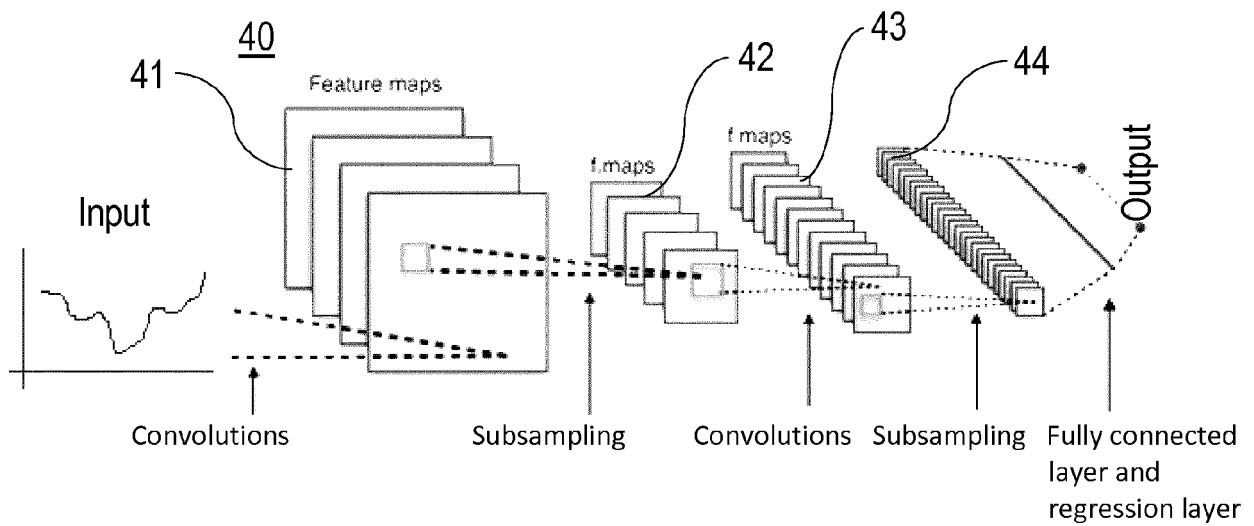 40
41
Feature maps
42
43
44
f.maps
f maps
Input
Output
Convolutions
Subsampling
Convolutions
Subsampling
Fully connected
layer and
regression layer